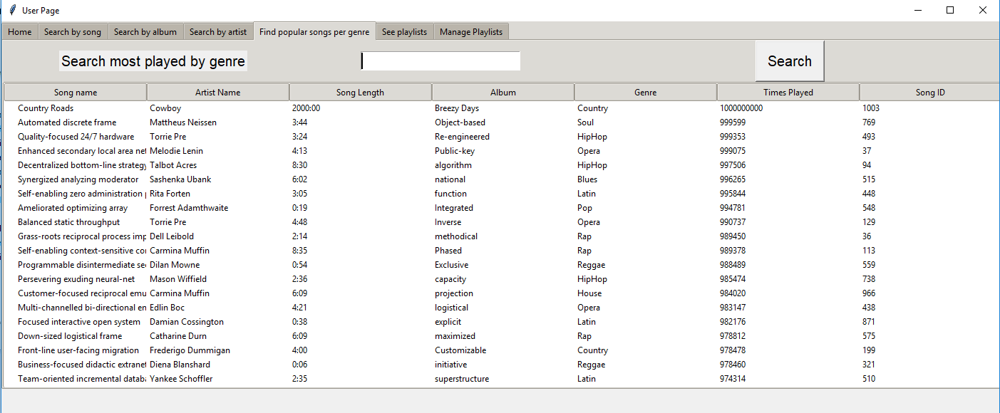 User Page
Home Search by song Search by album Search by artist Find popular songs per genre See playlists Manage Playlists
Search most played by genre Search
Song name Artist Name Song Length Album Genre Times Played Song ID
Country Roads Cowboy 2000:00 Breezy Days Country 1000000000 1003
Automated discrete frame Mattheus Neissen 3:44 Object-based Soul 999599 769
Quality-focused 24/7 hardware Torrie Pre 3:24 Re-engineered HipHop 999353 493
Enhanced secondary local area net Melodie Lenin 4:13 Public-key Opera 999075 37
Decentralized bottom-line strategy Talbot Acres 8:30 algorithm HipHop 997506 94
Synergized analyzing moderator Sashenka Ubank 6:02 national Blues 996265 515
Self-enabling zero administration Rita Forten 3:05 function Latin 995844 448
Ameliorated optimizing array Forrest Adamthwaite 0:19 Integrated Pop 994781 548
Balanced static throughput Torrie Pre 4:48 Inverse Opera 990737 129
Grass-roots reciprocal process imp Dell Leibold 2:14 methodical Rap 989450 36
Self-enabling context-sensitive co Carmina Muffin 8:35 Phased Rap 989378 113
Programmable disintermediate se Dilan Mowne 0:54 Exclusive Reggae 988489 559
Persevering exuding neural-net Mason Wiffield 2:36 capacity HipHop 985474 738
Customer-focused reciprocal emu Carmina Muffin 6:09 projection House 984020 966
Multi-channelled bi-directional en Edlin Boc 4:21 logistical Opera 983147 438
Focused interactive open system Damian Cossington 0:38 explicit Latin 982176 871
Down-sized logistical frame Catharine Durn 6:09 maximized Rap 978812 575
Front-line user-facing migration Frederigo Dummigan 4:00 Customizable Country 978478 199
Business-focused didactic extranet Diena Blanshard 0:06 initiative Reggae 978460 321
Team-oriented incremental datab Yankee Schoffler 2:35 superstructure Latin 974314 510